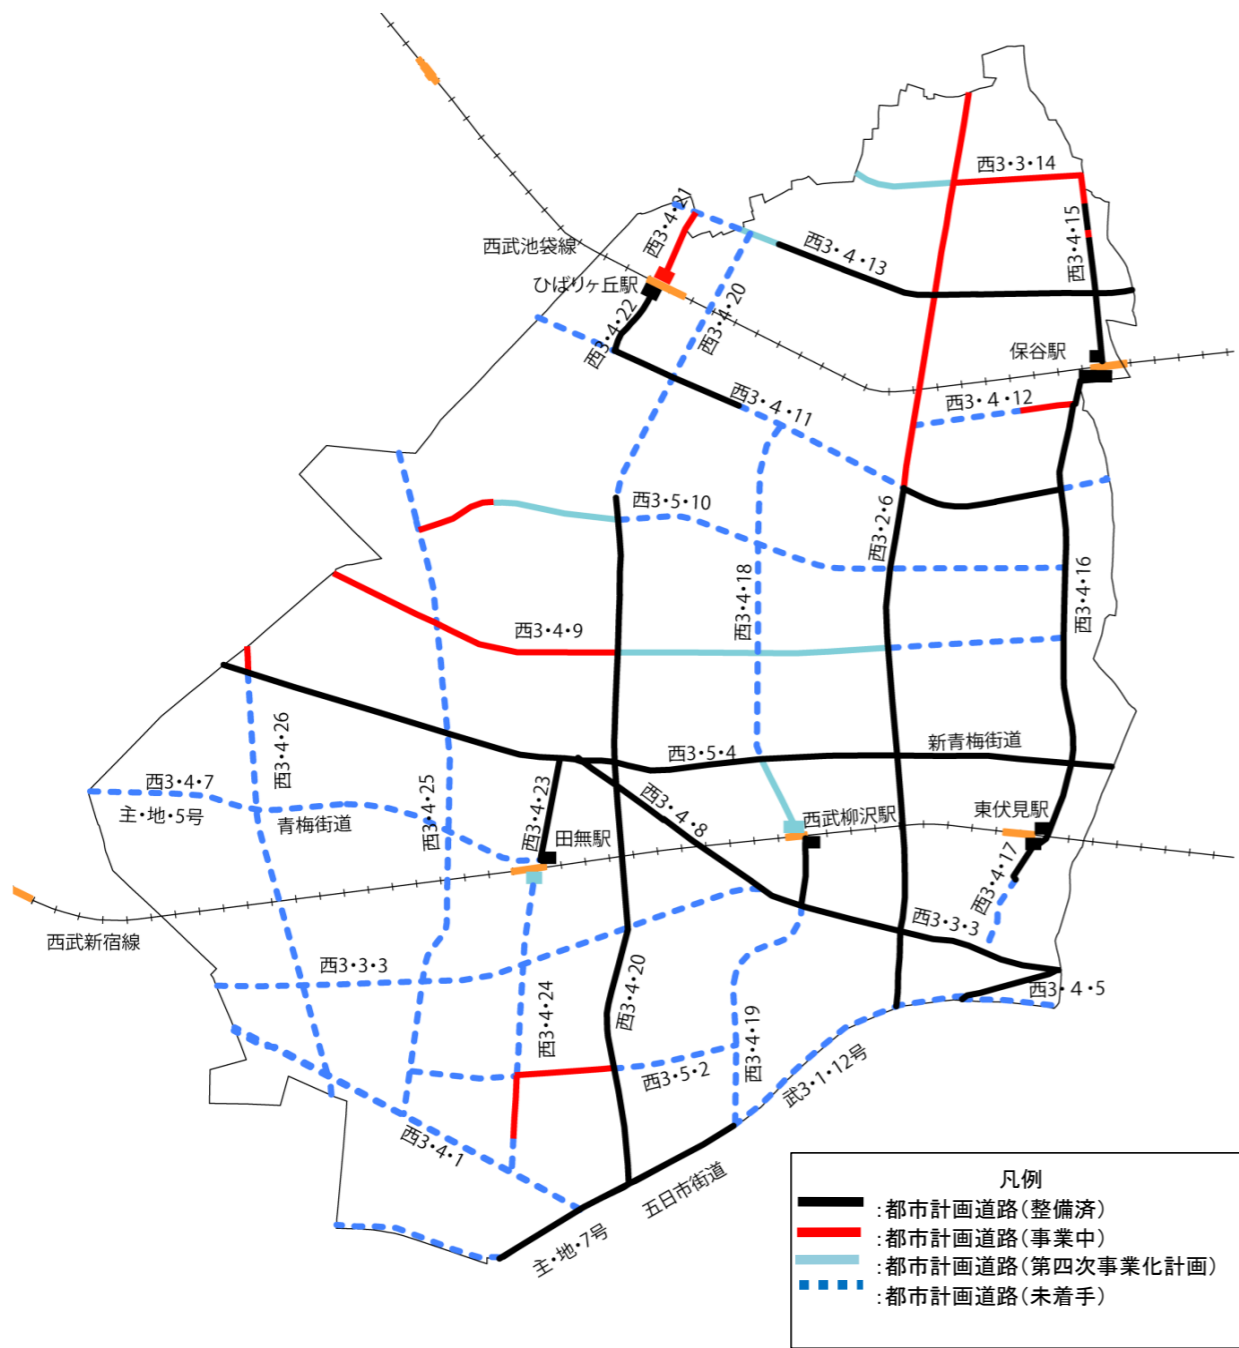 西3・3・14
西3・4・21
西3・4・15
西武池袋線
西3・4・13
ひばりヶ丘駅
西3・4・20
西3・4・22
保谷駅
西3・4・11
西3・4・12
西3・5・10
西3・2・6
西3・4・18
西3・4・16
西3・4・9
西3・4・26
新青梅街道
西3・5・4
西3・4・7
主・地・5号
青梅街道
西3・4・25
西3・4・23
田無駅
西3・4・8
西武柳沢駅
東伏見駅
西3・4・17
西武新宿線
西3・3・3
西3・3・3
西3・4・24
西3・4・20
西3・4・5
西3・4・19
西3・5・2
武3・1・12号
西3・4・1
五日市街道
主・地・7号
凡例
:都市計画道路(整備済)
:都市計画道路(事業中)
:都市計画道路(第四次事業化計画)
:都市計画道路(未着手)